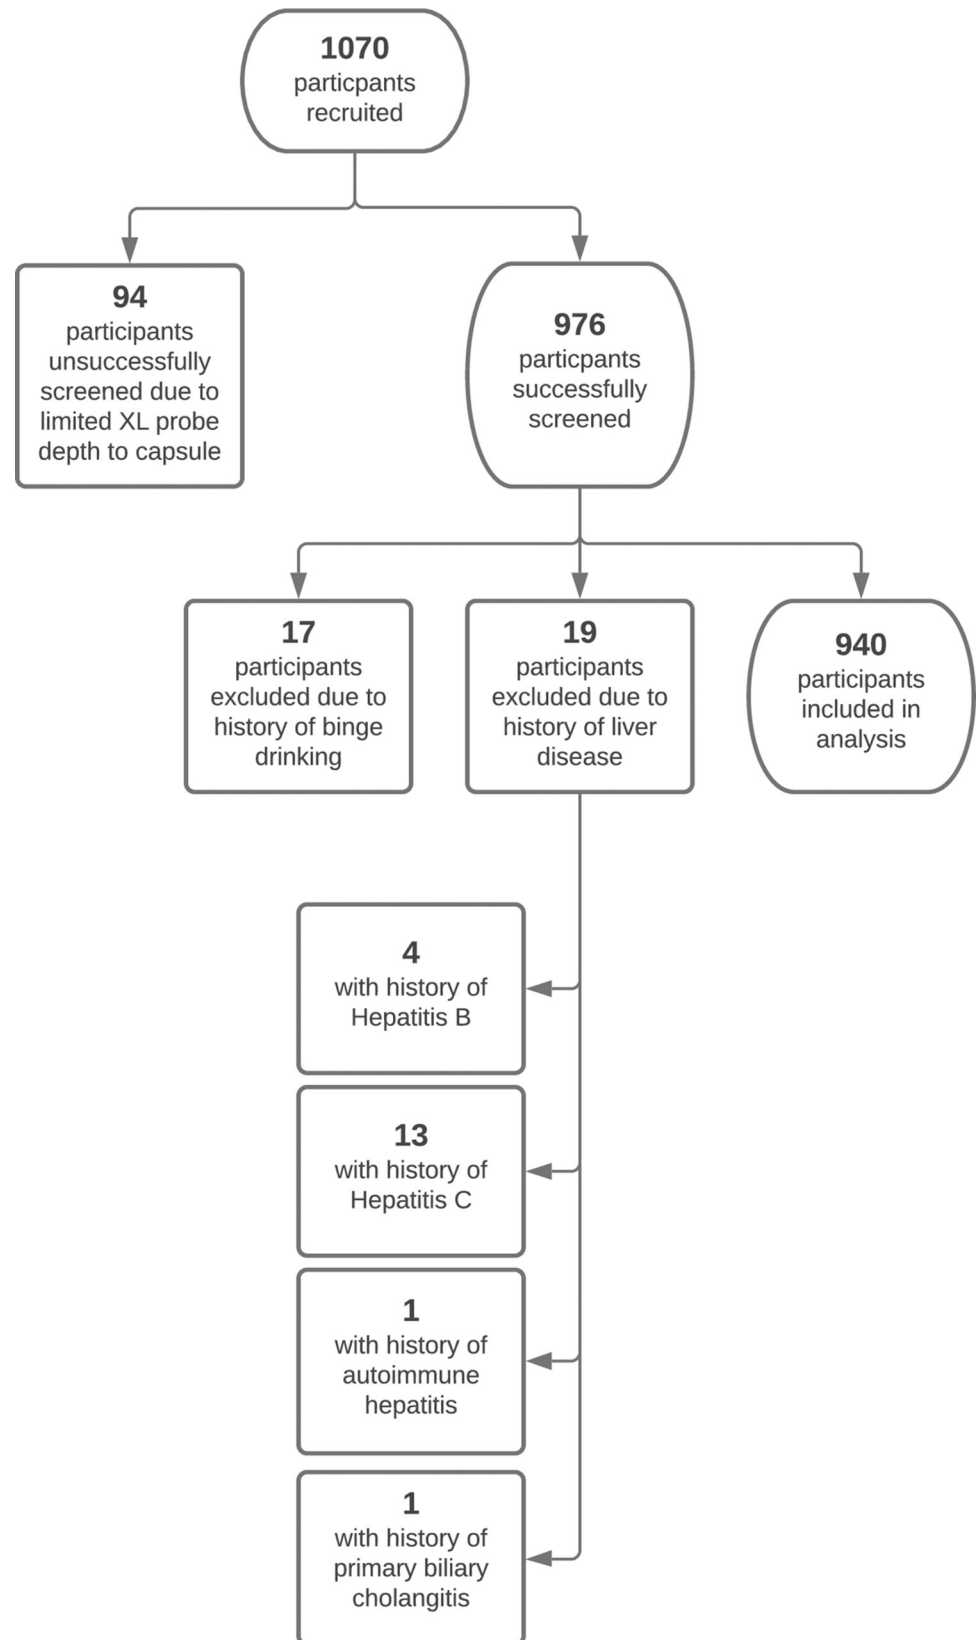 1070
particpants
recruited
94
participants
unsuccessfully
screened due to
limited XL probe
depth to capsule
976
particpants
successfully
screened
17
participants
excluded due to
history of binge
drinking
19
participants
excluded due to
history of liver
disease
940
participants
included in
analysis
4
with history of
Hepatitis B
13
with history of
Hepatitis C
1
with history of
autoimmune
hepatitis
1
with history of
primary biliary
cholangitis